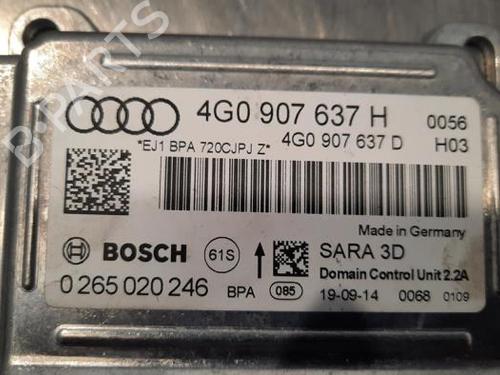 4G0 907 637 H 0056
4G0 907 637 D H03
*EJ1 BPA 720CJPJ Z*
Made in Germany
BOSCH 61S SARA 3D
Domain Control Unit 2.2A
0 265 020 246 BPA 085 19-09-14 0068 0109
B-PARTS